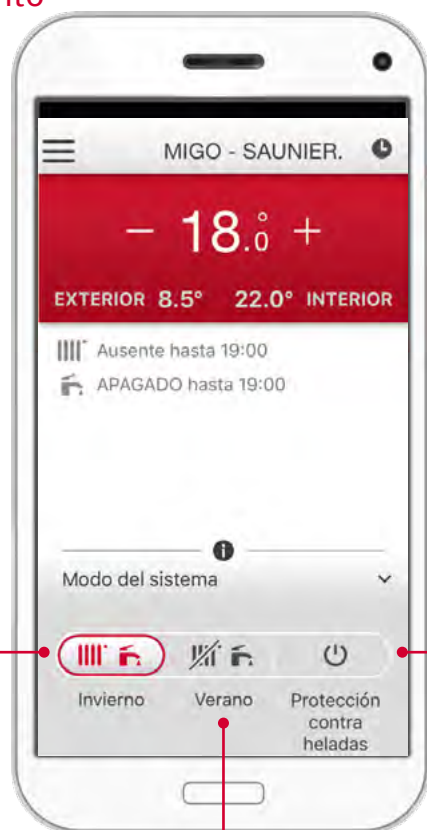 MIGO - SAUNIER.
− 18.0° +
EXTERIOR 8.5° 22.0° INTERIOR
Ausente hasta 19:00
APAGADO hasta 19:00
Modo del sistema
Invierno Verano Protección
contra
heladas